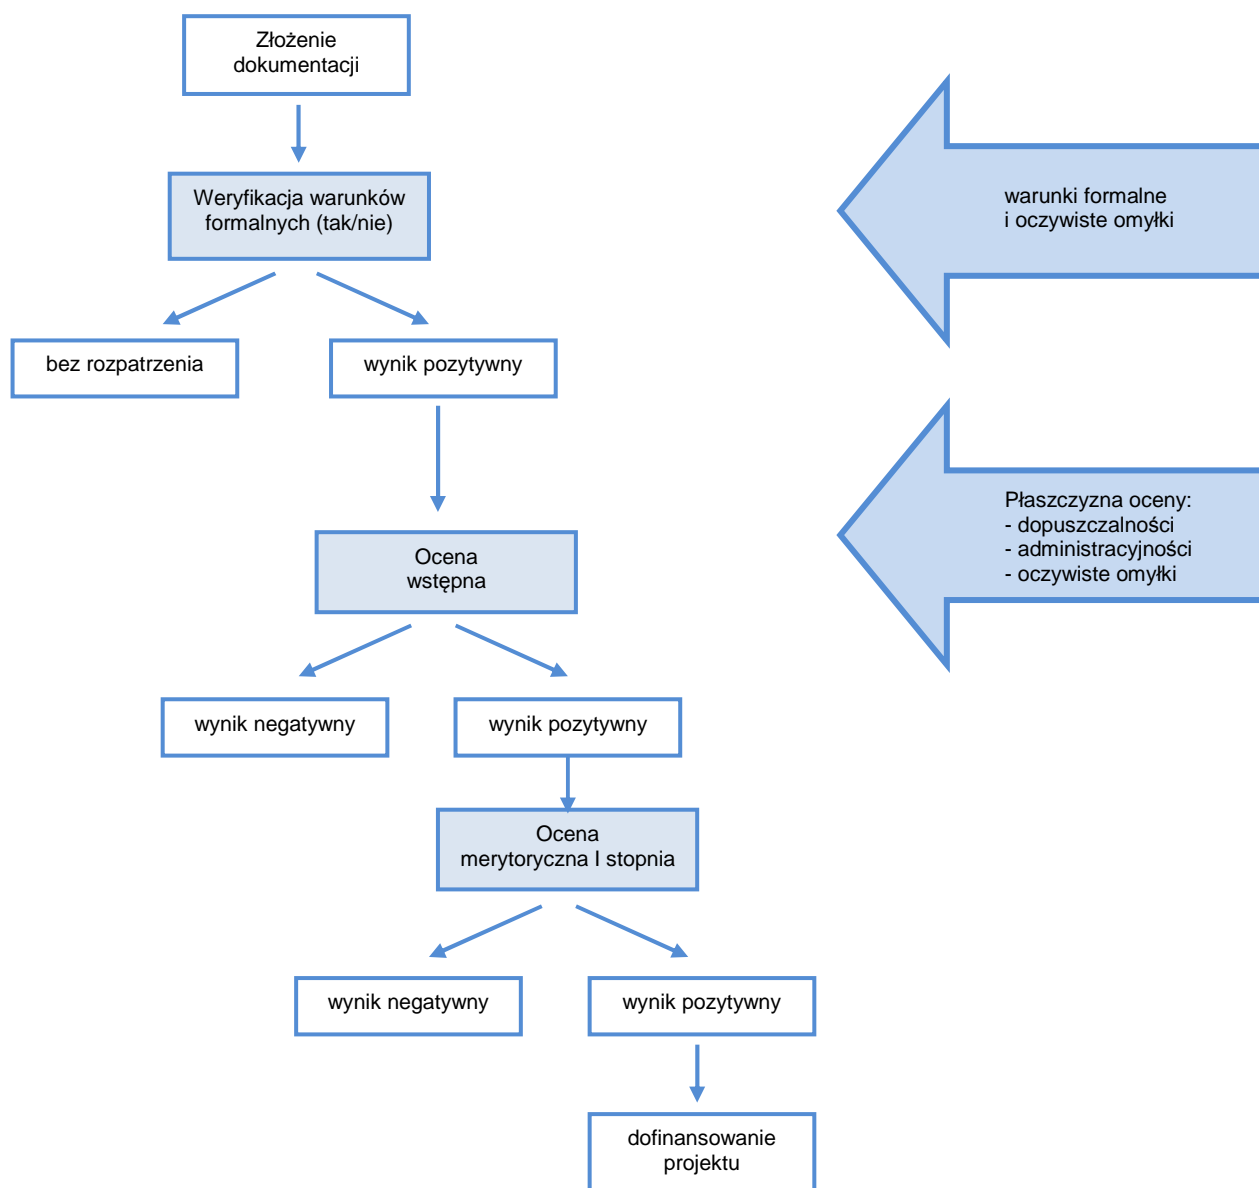 Złożenie
dokumentacji
Weryfikacja warunków
formalnych (tak/nie)
warunki formalne
i oczywiste omyłki
bez rozpatrzenia
wynik pozytywny
Płaszczyzna oceny:
- dopuszczalności
- administracyjności
- oczywiste omyłki
Ocena
wstępna
wynik negatywny
wynik pozytywny
Ocena
merytoryczna I stopnia
wynik negatywny
wynik pozytywny
dofinansowanie
projektu